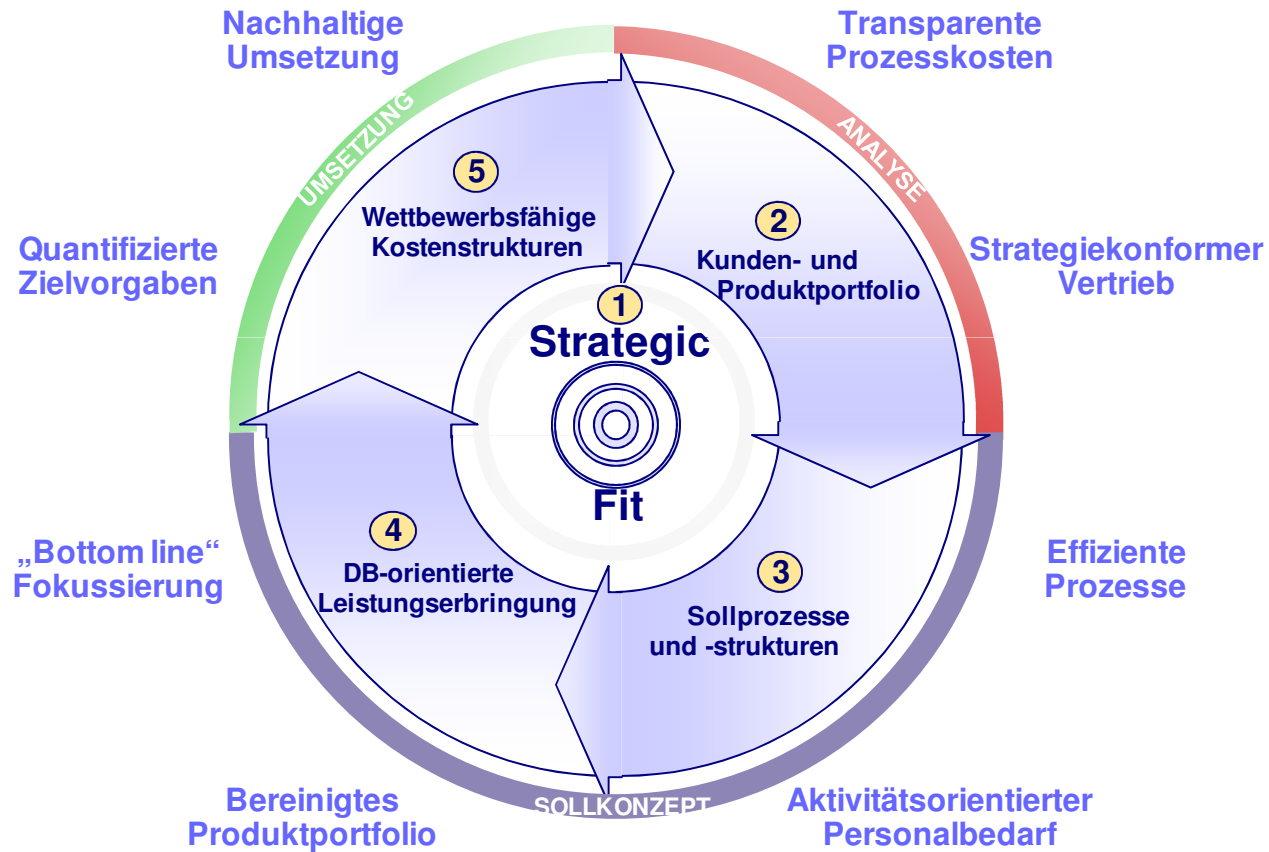 Nachhaltige
Umsetzung
Transparente
Prozesskosten
UMSETZUNG
ANALYSE
5
Wettbewerbsfähige
Kostenstrukturen
2
Kunden- und
Produktportfolio
Quantifizierte
Zielvorgaben
Strategiekonformer
Vertrieb
1
Strategic
Fit
4
DB-orientierte
Leistungserbringung
3
Sollprozesse
und -strukturen
„Bottom line“
Fokussierung
Effiziente
Prozesse
SOLLKONZEPT
Bereinigtes
Produktportfolio
Aktivitätsorientierter
Personalbedarf